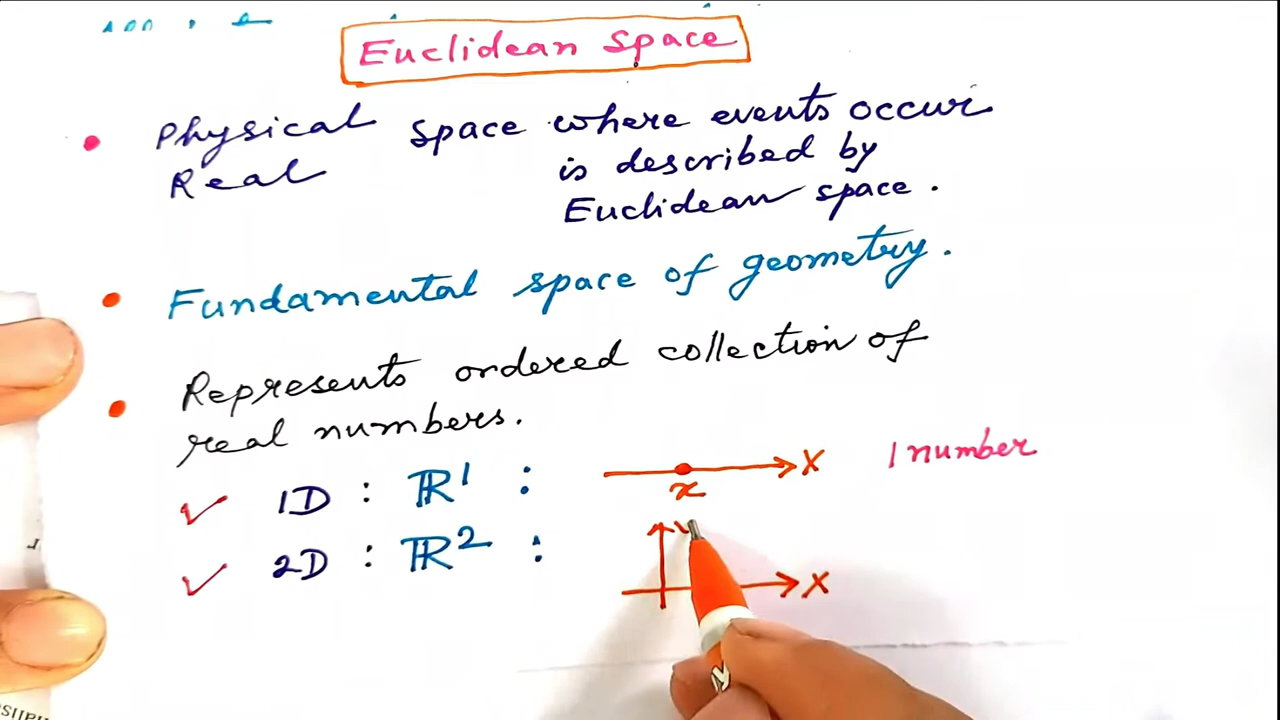 Euclidean space
• Physical space where events occur
Real is described by
Euclidean space.
• Fundamental space of geometry.
• Represents ordered collection of
real numbers.
✓ 1D : ℝ¹ : X 1 number
x
✓ 2D : ℝ² : X